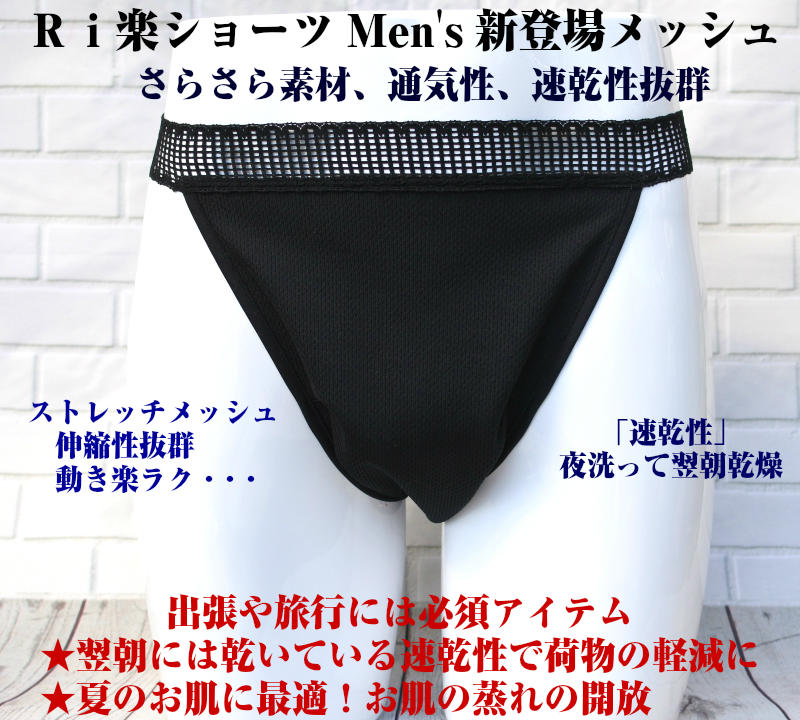 Ｒｉ楽ショーツ Men's 新登場メッシュ
さらさら素材、通気性、速乾性抜群
ストレッチメッシュ
伸縮性抜群
動き楽ラク・・・
「速乾性」
夜洗って翌朝乾燥
出張や旅行には必須アイテム
★翌朝には乾いている速乾性で荷物の軽減に
★夏のお肌に最適！お肌の蒸れの開放